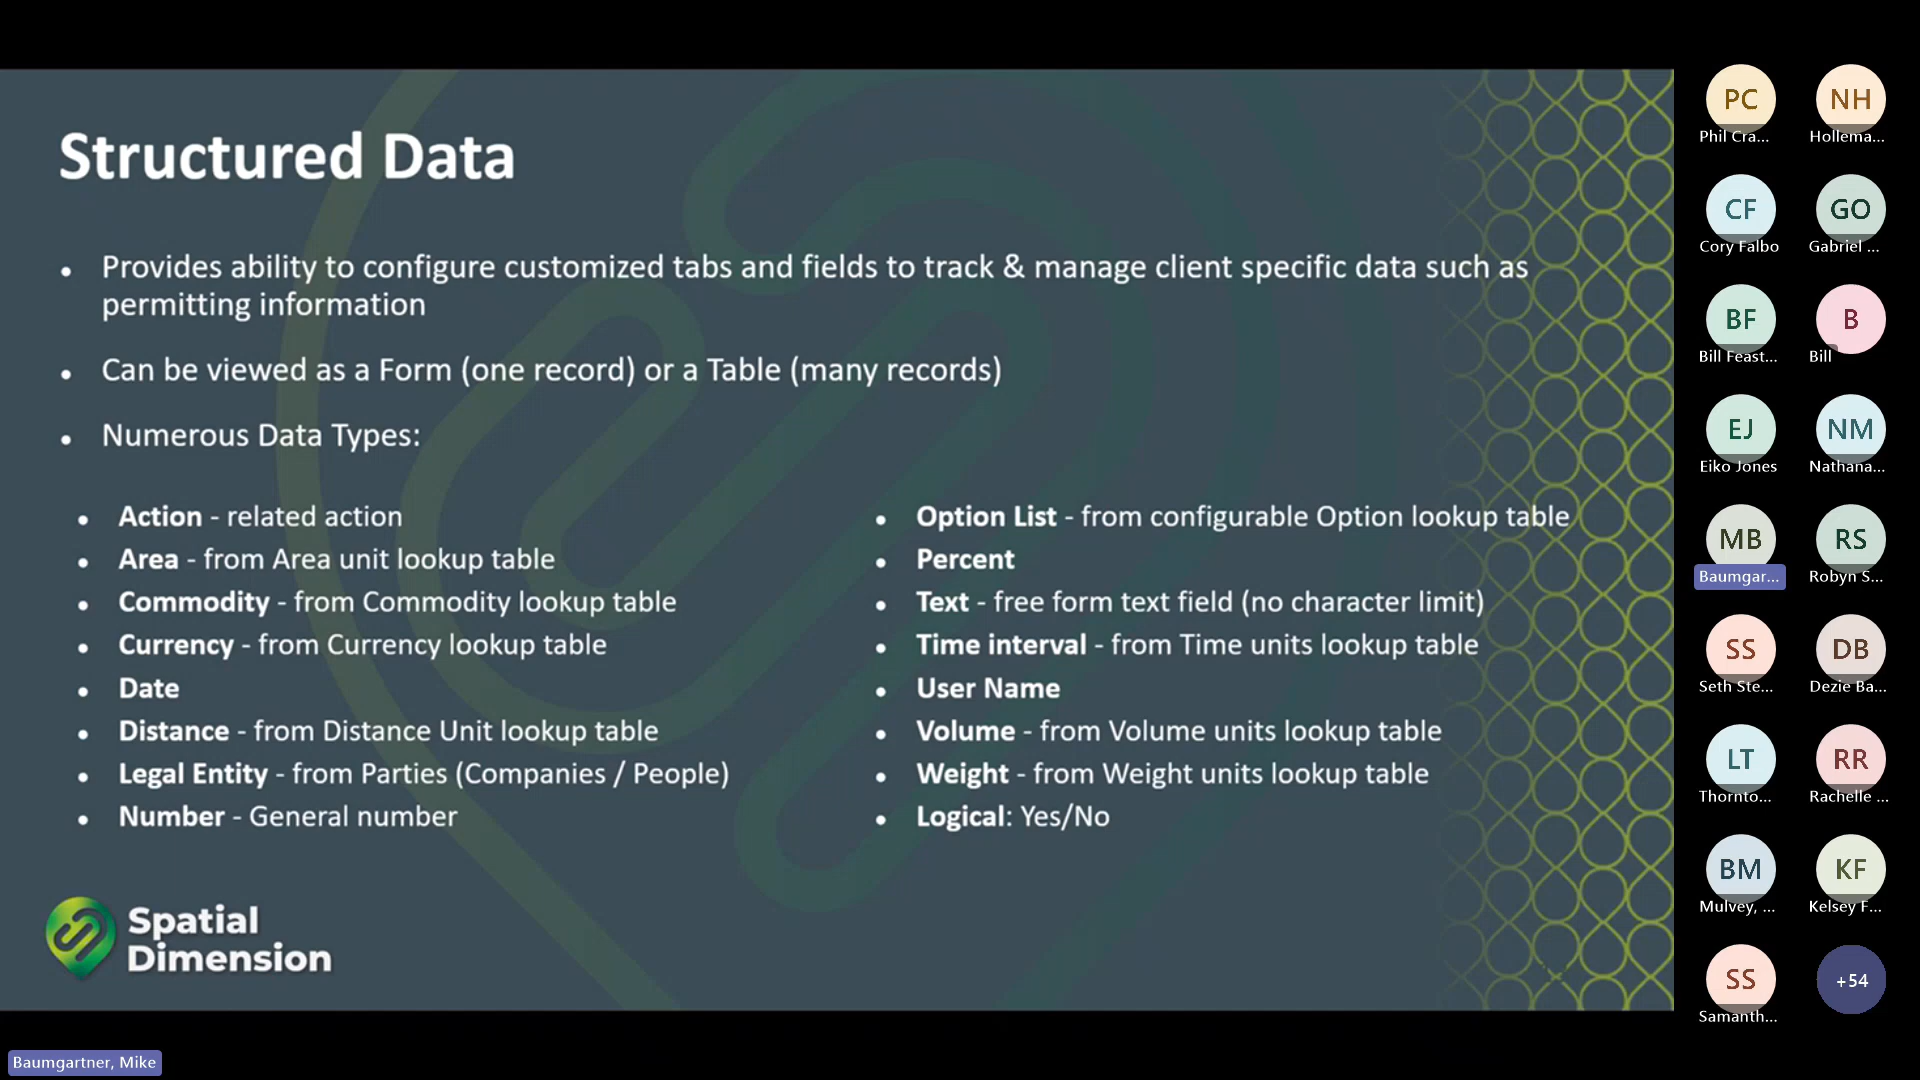 Structured Data
• Provides ability to configure customized tabs and fields to track & manage client specific data such as
permitting information
• Can be viewed as a Form (one record) or a Table (many records)
• Numerous Data Types:
• Action - related action
• Area - from Area unit lookup table
• Commodity - from Commodity lookup table
• Currency - from Currency lookup table
• Date
• Distance - from Distance Unit lookup table
• Legal Entity - from Parties (Companies / People)
• Number - General number
• Option List - from configurable Option lookup table
• Percent
• Text - free form text field (no character limit)
• Time interval - from Time units lookup table
• User Name
• Volume - from Volume units lookup table
• Weight - from Weight units lookup table
• Logical: Yes/No
Spatial
Dimension
PC
Phil Cra...
NH
Hollema...
CF
Cory Falbo
GO
Gabriel ...
BF
Bill Feast...
B
Bill
EJ
Eiko Jones
NM
Nathana...
MB
Baumgar...
RS
Robyn S...
SS
Seth Ste...
DB
Dezie Ba...
LT
Thornto...
RR
Rachelle ...
BM
Mulvey, ...
KF
Kelsey F...
SS
Samanth...
+54
Baumgartner, Mike